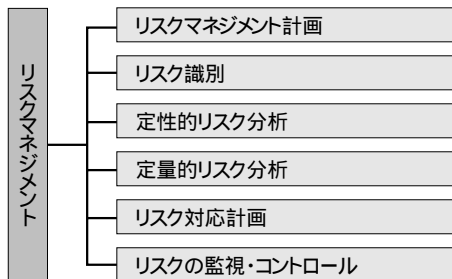 リスクマネジメント
リスクマネジメント計画
リスク識別
定性的リスク分析
定量的リスク分析
リスク対応計画
リスクの監視・コントロール